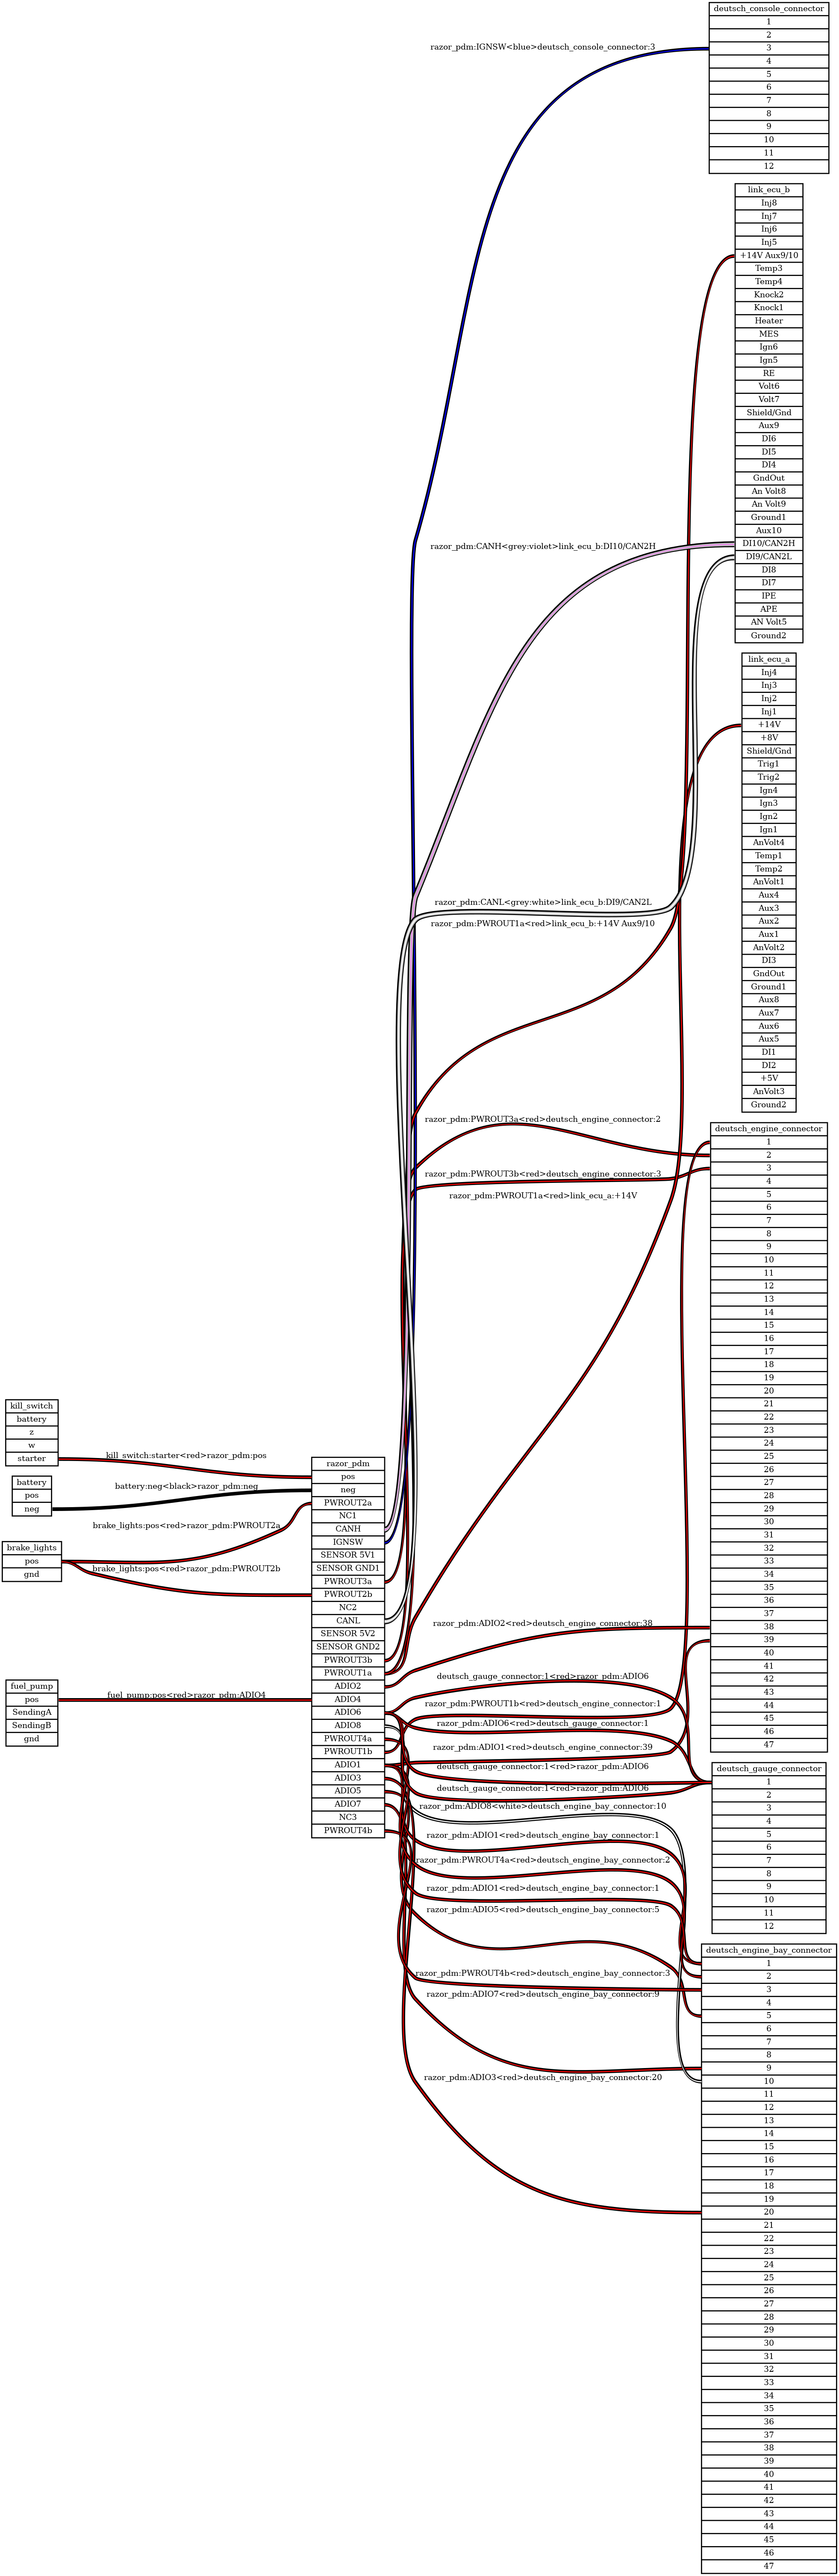 deutsch_console_connector
1
2
razor_pdm:IGNSW<blue>deutsch_console_connector:3
3
4
5
6
7
8
9
10
11
12
link_ecu_b
Inj8
Inj7
Inj6
Inj5
+14V Aux9/10
Temp3
Temp4
Knock2
Knock1
Heater
MES
Ign6
Ign5
RE
Volt6
Volt7
Shield/Gnd
Aux9
DI6
DI5
DI4
GndOut
An Volt8
An Volt9
Ground1
Aux10
razor_pdm:CANH<grey:violet>link_ecu_b:DI10/CAN2H
DI10/CAN2H
DI9/CAN2L
DI8
DI7
IPE
APE
AN Volt5
Ground2
link_ecu_a
Inj4
Inj3
Inj2
Inj1
+14V
+8V
Shield/Gnd
Trig1
Trig2
Ign4
Ign3
Ign2
Ign1
AnVolt4
Temp1
Temp2
AnVolt1
Aux4
razor_pdm:CANL<grey:white>link_ecu_b:DI9/CAN2L
Aux3
Aux2
razor_pdm:PWROUT1a<red>link_ecu_b:+14V Aux9/10
Aux1
AnVolt2
DI3
GndOut
Ground1
Aux8
Aux7
Aux6
Aux5
DI1
DI2
+5V
AnVolt3
Ground2
razor_pdm:PWROUT3a<red>deutsch_engine_connector:2
deutsch_engine_connector
1
2
3
razor_pdm:PWROUT3b<red>deutsch_engine_connector:3
4
5
razor_pdm:PWROUT1a<red>link_ecu_a:+14V
6
7
8
9
10
11
12
13
14
15
16
17
18
19
20
21
22
23
24
25
26
27
28
29
30
31
32
33
34
35
36
37
38
39
40
41
42
43
44
45
46
47
kill_switch
battery
z
w
starter
kill_switch:starter<red>razor_pdm:pos
battery
pos
neg
battery:neg<black>razor_pdm:neg
brake_lights
pos
gnd
brake_lights:pos<red>razor_pdm:PWROUT2a
brake_lights:pos<red>razor_pdm:PWROUT2b
fuel_pump
pos
SendingA
SendingB
gnd
fuel_pump:pos<red>razor_pdm:ADIO4
razor_pdm
pos
neg
PWROUT2a
NC1
CANH
IGNSW
SENSOR 5V1
SENSOR GND1
PWROUT3a
PWROUT2b
NC2
CANL
SENSOR 5V2
SENSOR GND2
PWROUT3b
PWROUT1a
ADIO2
ADIO4
ADIO6
ADIO8
PWROUT4a
PWROUT1b
ADIO1
ADIO3
ADIO5
ADIO7
NC3
PWROUT4b
razor_pdm:ADIO2<red>deutsch_engine_connector:38
deutsch_gauge_connector:1<red>razor_pdm:ADIO6
razor_pdm:PWROUT1b<red>deutsch_engine_connector:1
razor_pdm:ADIO6<red>deutsch_gauge_connector:1
razor_pdm:ADIO1<red>deutsch_engine_connector:39
deutsch_gauge_connector:1<red>razor_pdm:ADIO6
deutsch_gauge_connector:1<red>razor_pdm:ADIO6
razor_pdm:ADIO8<white>deutsch_engine_bay_connector:10
razor_pdm:ADIO1<red>deutsch_engine_bay_connector:1
razor_pdm:PWROUT4a<red>deutsch_engine_bay_connector:2
razor_pdm:ADIO1<red>deutsch_engine_bay_connector:1
razor_pdm:ADIO5<red>deutsch_engine_bay_connector:5
razor_pdm:PWROUT4b<red>deutsch_engine_bay_connector:3
razor_pdm:ADIO7<red>deutsch_engine_bay_connector:9
razor_pdm:ADIO3<red>deutsch_engine_bay_connector:20
deutsch_gauge_connector
1
2
3
4
5
6
7
8
9
10
11
12
deutsch_engine_bay_connector
1
2
3
4
5
6
7
8
9
10
11
12
13
14
15
16
17
18
19
20
21
22
23
24
25
26
27
28
29
30
31
32
33
34
35
36
37
38
39
40
41
42
43
44
45
46
47